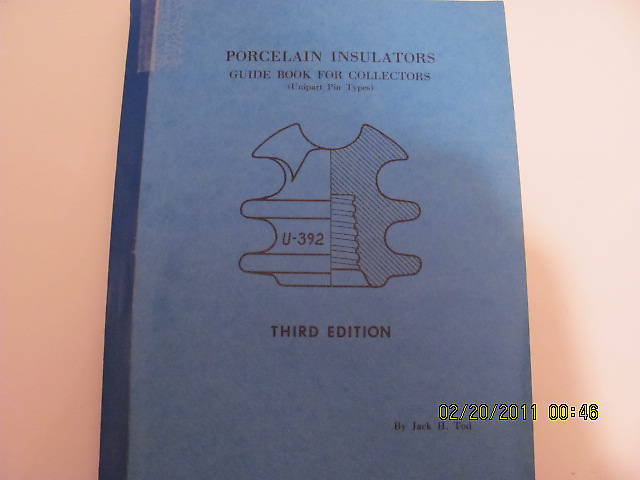 PORCELAIN INSULATORS
GUIDE BOOK FOR COLLECTORS
(Unipart Pin Types)
U-392
THIRD EDITION
02/20/2011 00:46
By Jack H. Tod